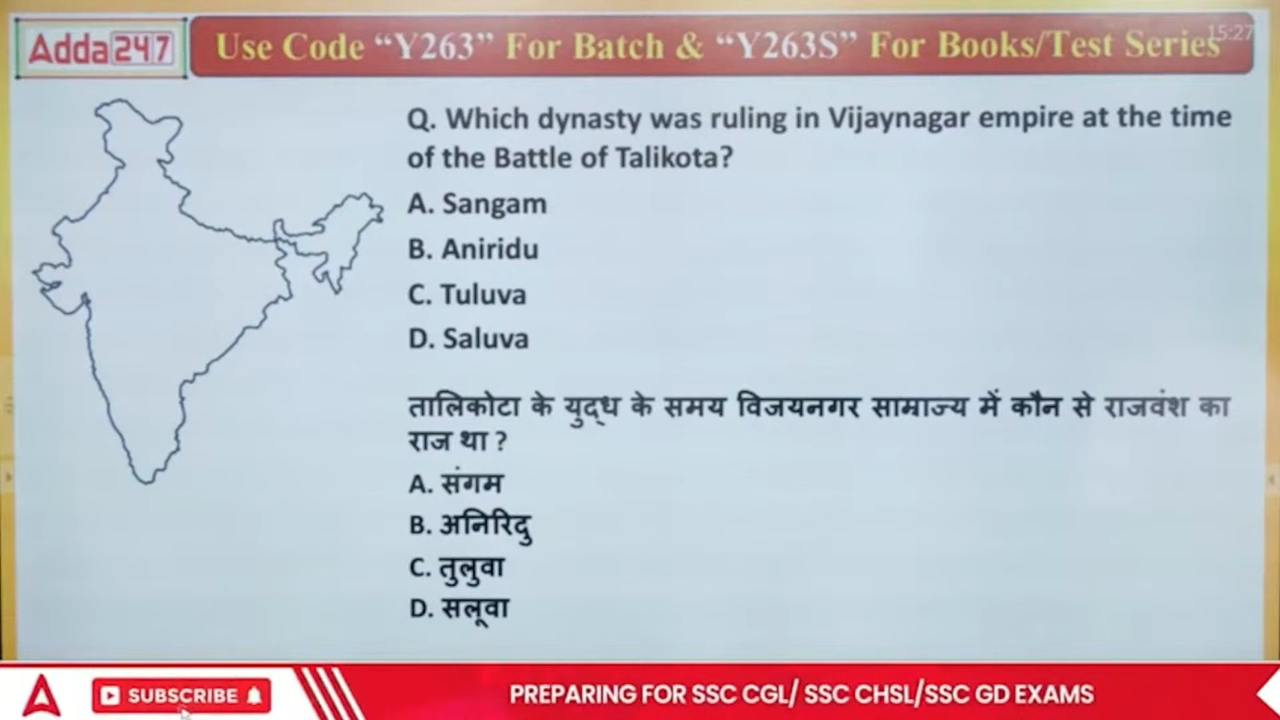 Adda247
Use Code “Y263” For Batch & “Y263S” For Books/Test Series
15:27
Q. Which dynasty was ruling in Vijaynagar empire at the time
of the Battle of Talikota?
A. Sangam
B. Aniridu
C. Tuluva
D. Saluva
तालिकोटा के युद्ध के समय विजयनगर साम्राज्य में कौन से राजवंश का
राज था ?
A. संगम
B. अनिरिदु
C. तुलुवा
D. सलूवा
SUBSCRIBE
PREPARING FOR SSC CGL/ SSC CHSL/SSC GD EXAMS